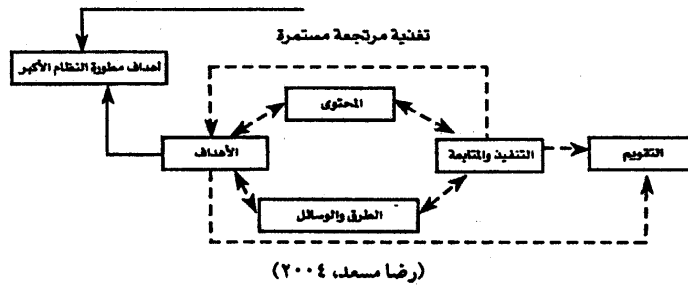 تغذية مرتجعة مستمرة
أهداف مطورة النظام الأكبر
المحتوى
الأهداف
التنفيذ والمتابعة
التقويم
الطرق والوسائل
(رضا مسعد، ٢٠٠٤)